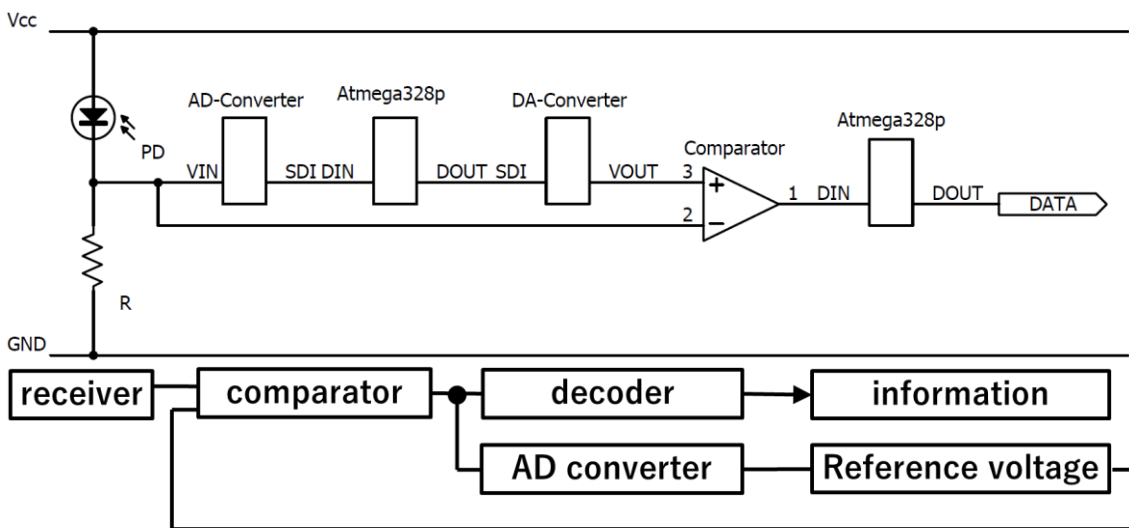 Vcc
AD-Converter
Atmega328p
DA-Converter
Atmega328p
Comparator
PD
VIN
SDI DIN
DOUT SDI
VOUT
3
2
1
DIN
DOUT
DATA
R
GND
receiver
comparator
decoder
information
AD converter
Reference voltage